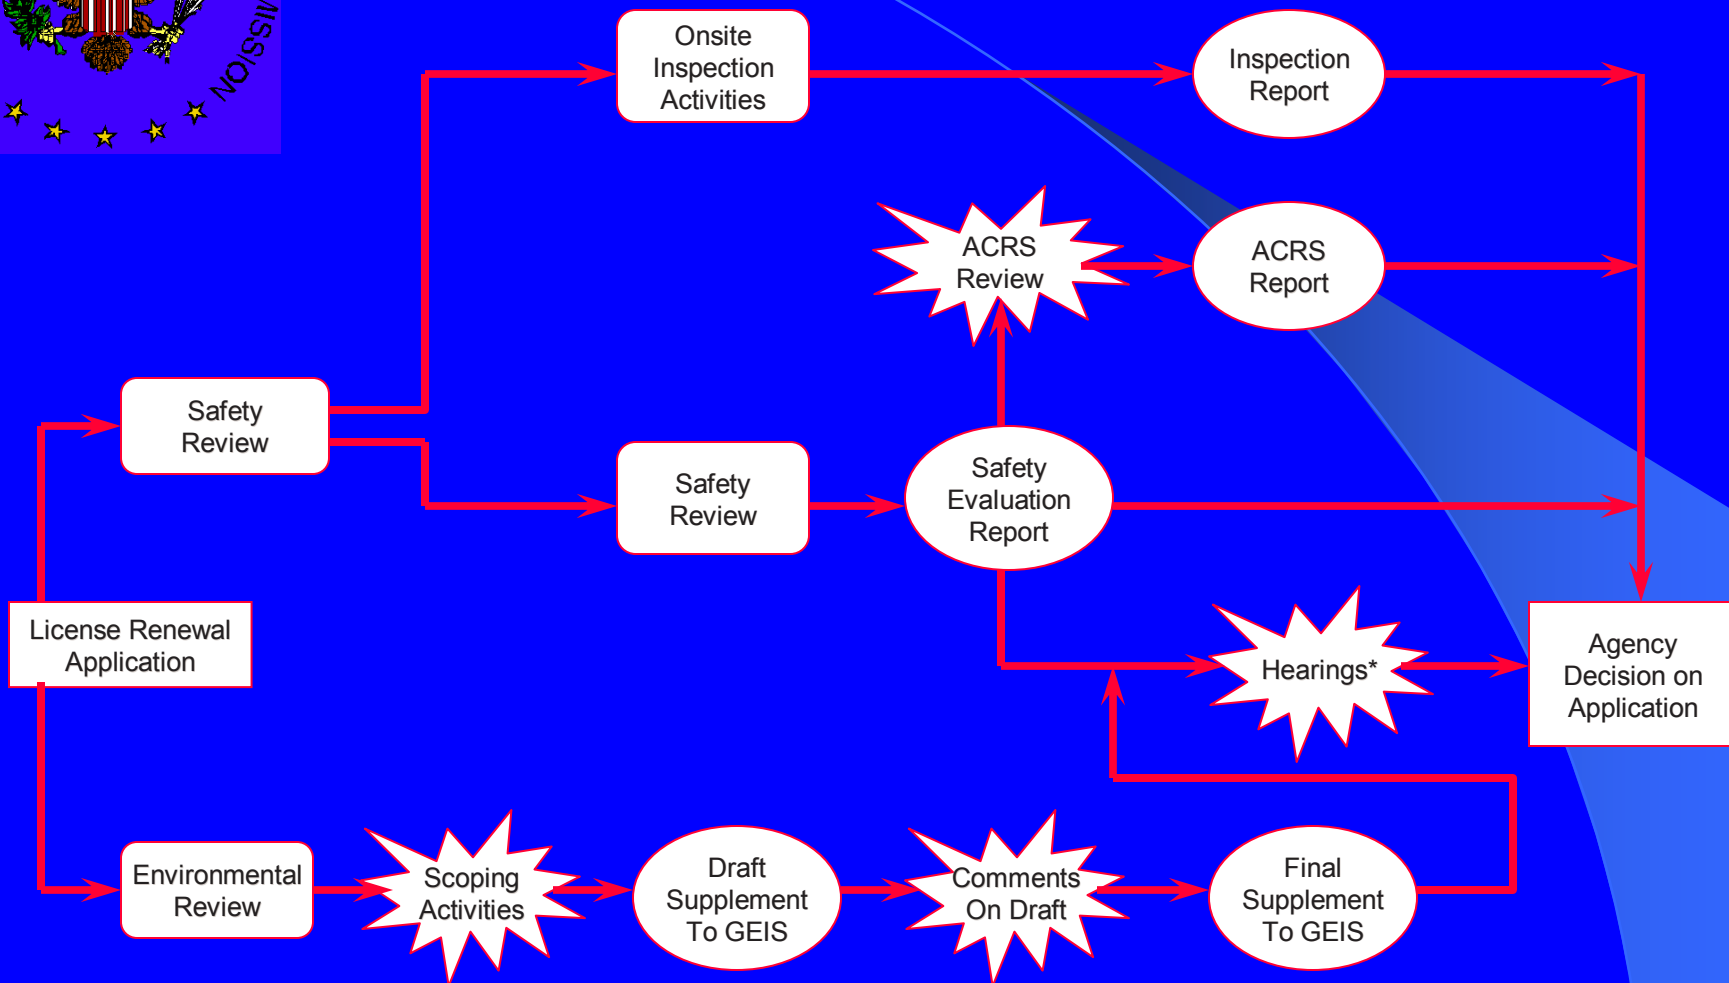 MISSION
Onsite
Inspection
Activities
Inspection
Report
ACRS
Review
ACRS
Report
Safety
Review
Safety
Review
Safety
Evaluation
Report
License Renewal
Application
Hearings*
Agency
Decision on
Application
Environmental
Review
Scoping
Activities
Draft
Supplement
To GEIS
Comments
On Draft
Final
Supplement
To GEIS